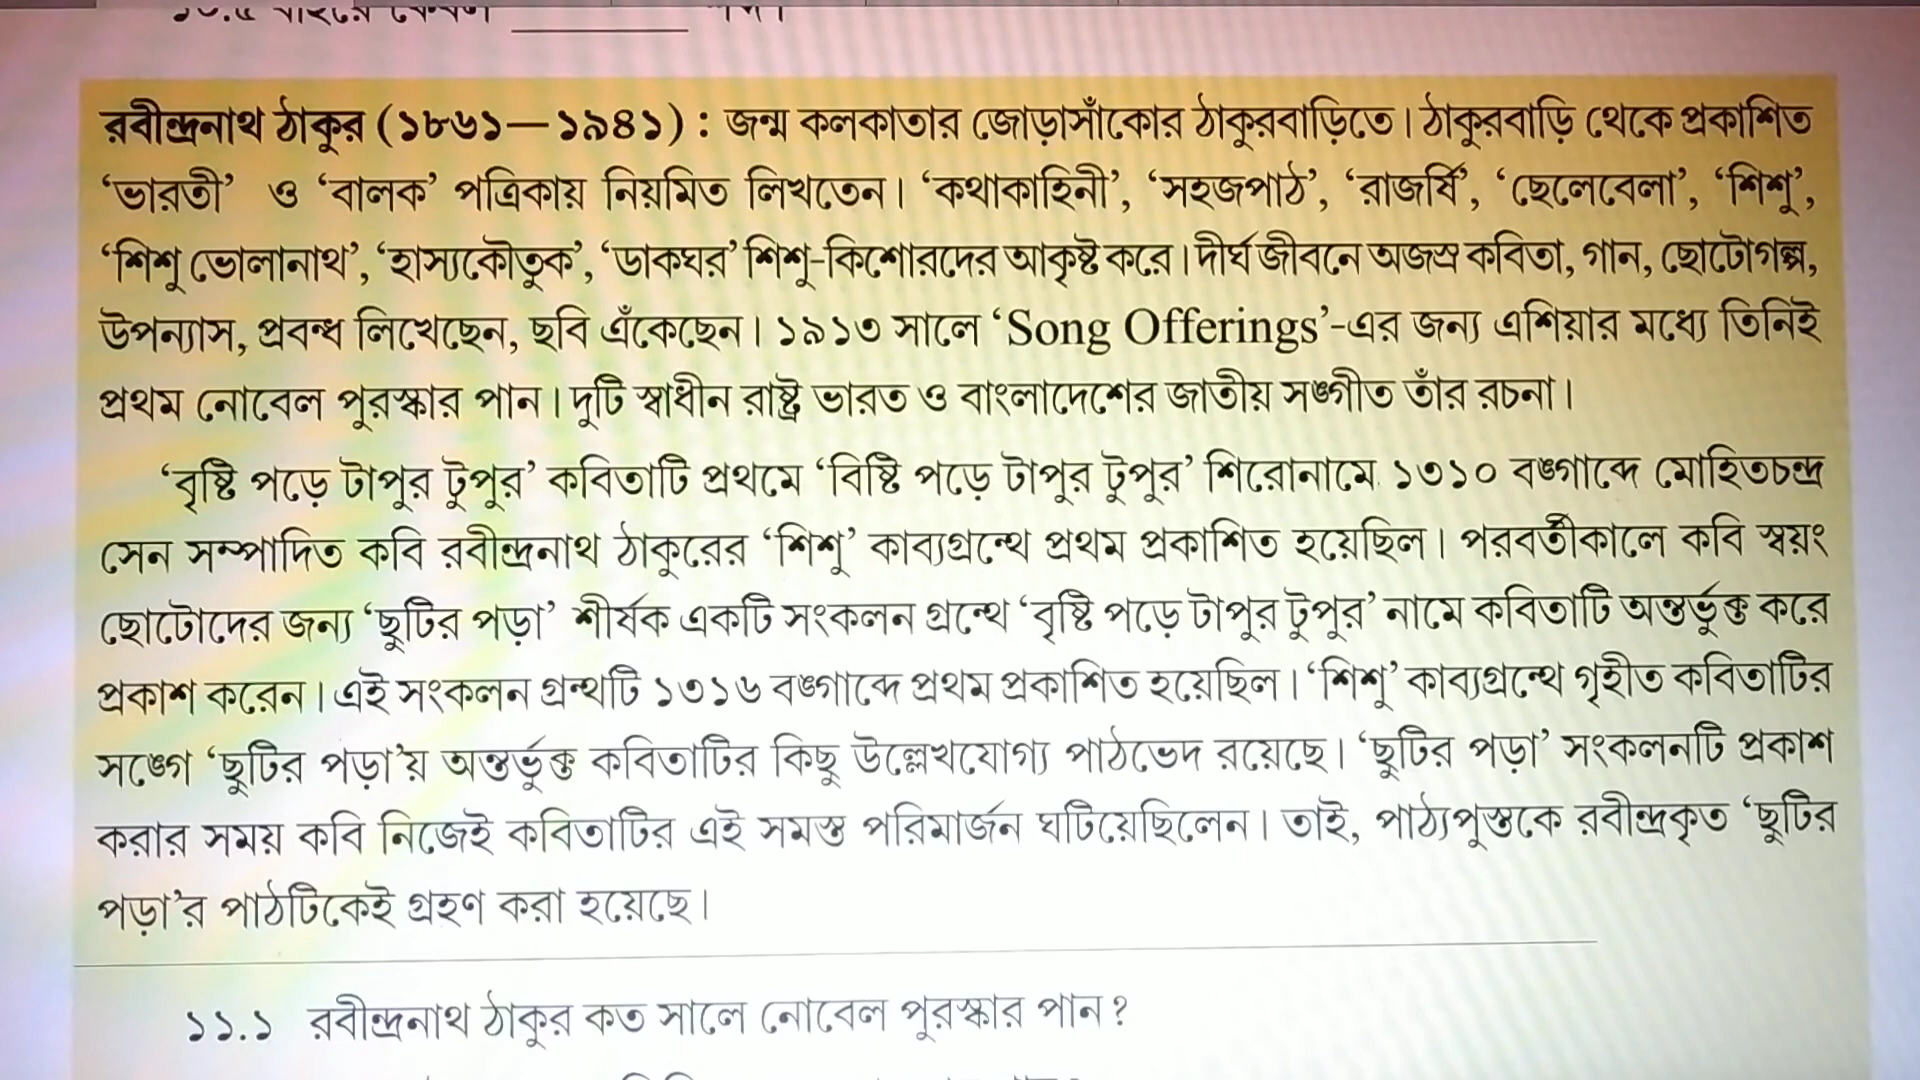 রবীন্দ্রনাথ ঠাকুর (১৮৬১—১৯৪১) : জন্ম কলকাতার জোড়াসাঁকোর ঠাকুরবাড়িতে। ঠাকুরবাড়ি থেকে প্রকাশিত
‘ভারতী’ ও ‘বালক’ পত্রিকায় নিয়মিত লিখতেন। ‘কথাকাহিনী’, ‘সহজপাঠ’, ‘রাজর্ষি’, ‘ছেলেবেলা’, ‘শিশু’,
‘শিশু ভোলানাথ’, ‘হাস্যকৌতুক’, ‘ডাকঘর’ শিশু-কিশোরদের আকৃষ্ট করে। দীর্ঘ জীবনে অজস্র কবিতা, গান, ছোটোগল্প,
উপন্যাস, প্রবন্ধ লিখেছেন, ছবি এঁকেছেন। ১৯১৩ সালে ‘Song Offerings’-এর জন্য এশিয়ার মধ্যে তিনিই
প্রথম নোবেল পুরস্কার পান। দুটি স্বাধীন রাষ্ট্র ভারত ও বাংলাদেশের জাতীয় সঙ্গীত তাঁর রচনা।
‘বৃষ্টি পড়ে টাপুর টুপুর’ কবিতাটি প্রথমে ‘বিষ্টি পড়ে টাপুর টুপুর’ শিরোনামে ১৩১০ বঙ্গাব্দে মোহিতচন্দ্র
সেন সম্পাদিত কবি রবীন্দ্রনাথ ঠাকুরের ‘শিশু’ কাব্যগ্রন্থে প্রথম প্রকাশিত হয়েছিল। পরবর্তীকালে কবি স্বয়ং
ছোটোদের জন্য ‘ছুটির পড়া’ শীর্ষক একটি সংকলন গ্রন্থে ‘বৃষ্টি পড়ে টাপুর টুপুর’ নামে কবিতাটি অন্তর্ভুক্ত করে
প্রকাশ করেন। এই সংকলন গ্রন্থটি ১৩১৬ বঙ্গাব্দে প্রথম প্রকাশিত হয়েছিল। ‘শিশু’ কাব্যগ্রন্থে গৃহীত কবিতাটির
সঙ্গে ‘ছুটির পড়া’য় অন্তর্ভুক্ত কবিতাটির কিছু উল্লেখযোগ্য পাঠভেদ রয়েছে। ‘ছুটির পড়া’ সংকলনটি প্রকাশ
করার সময় কবি নিজেই কবিতাটির এই সমস্ত পরিমার্জন ঘটিয়েছিলেন। তাই, পাঠ্যপুস্তকে রবীন্দ্রকৃত ‘ছুটির
পড়া’র পাঠটিকেই গ্রহণ করা হয়েছে।
১১.১ রবীন্দ্রনাথ ঠাকুর কত সালে নোবেল পুরস্কার পান?